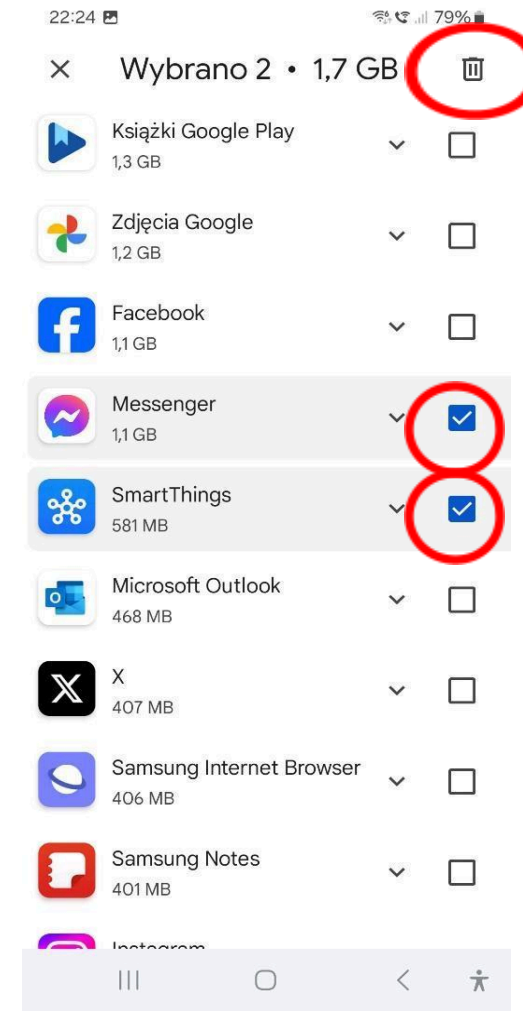 22:24 79%
Wybrano 2 • 1,7 GB
Książki Google Play
1,3 GB
Zdjęcia Google
1,2 GB
Facebook
1,1 GB
Messenger
1,1 GB
SmartThings
581 MB
Microsoft Outlook
468 MB
X
407 MB
Samsung Internet Browser
406 MB
Samsung Notes
401 MB
Instagram